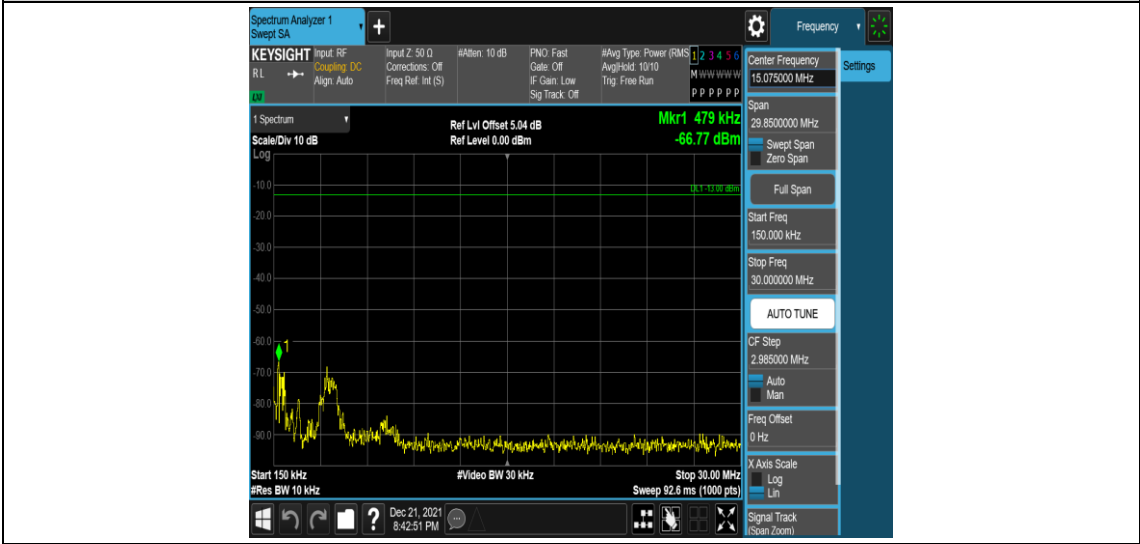 Spectrum Analyzer 1
Swept SA
+
Frequency
KEYSIGHT
RL
Input: RF
Coupling: DC
Align: Auto
Input Z: 50 Ω
Corrections: Off
Freq Ref: Int (S)
#Atten: 10 dB
PNO: Fast
Gate: Off
IF Gain: Low
Sig Track: Off
#Avg Type: Power (RMS
Avg|Hold: 10/10
Trig: Free Run
1 2 3 4 5 6
M W W W W W
P P P P P P
Center Frequency
15.075000 MHz
Settings
Span
29.8500000 MHz
Swept Span
Zero Span
Full Span
Start Freq
150.000 kHz
Stop Freq
30.000000 MHz
AUTO TUNE
CF Step
2.985000 MHz
Auto
Man
Freq Offset
0 Hz
X Axis Scale
Log
Lin
Signal Track
(Span Zoom)
1 Spectrum
Scale/Div 10 dB
Log
Ref Lvl Offset 5.04 dB
Ref Level 0.00 dBm
Mkr1 479 kHz
-66.77 dBm
DL1 -13.00 dBm
-10.0
-20.0
-30.0
-40.0
-50.0
-60.0
1
-70.0
-80.0
-90.0
Start 150 kHz
#Res BW 10 kHz
#Video BW 30 kHz
Stop 30.00 MHz
Sweep 92.6 ms (1000 pts)
?
Dec 21, 2021
8:42:51 PM